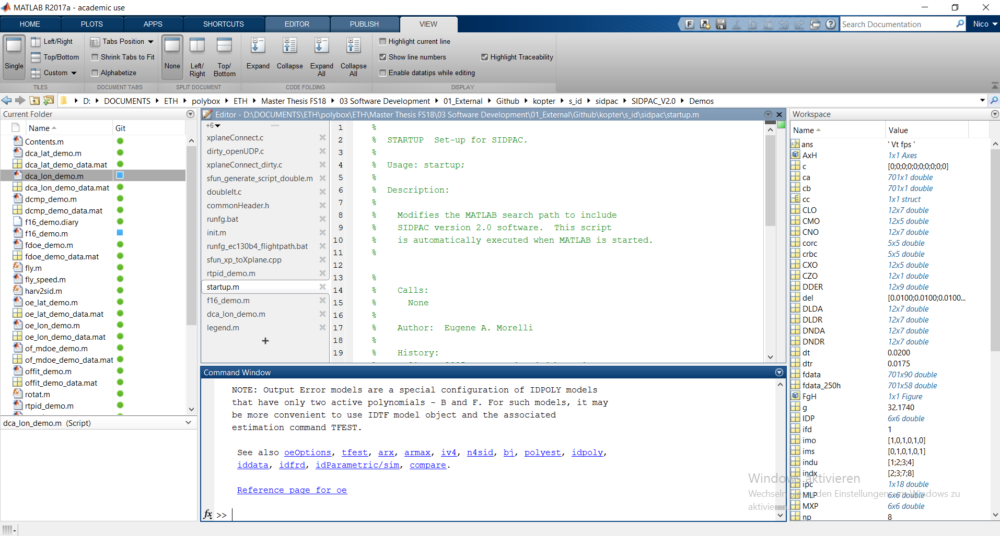 MATLAB R2017a - academic use
HOME PLOTS APPS SHORTCUTS EDITOR PUBLISH VIEW
Search Documentation
Nico
Single
Left/Right
Top/Bottom
Custom
TILES
Tabs Position
Shrink Tabs to Fit
Alphabetize
DOCUMENT TABS
None
Left/
Right
Top/
Bottom
SPLIT DOCUMENT
Expand
Collapse
Expand
All
Collapse
All
CODE FOLDING
Highlight current line
Show line numbers
Enable datatips while editing
Highlight Traceability
DISPLAY
D: DOCUMENTS ETH polybox ETH Master Thesis FS18 03 Software Development 01_External Github kopter s_id sidpac SIDPAC_V2.0 Demos
Current Folder
Name Git
Contents.m
dca_lat_demo.m
dca_lat_demo_data.mat
dca_lon_demo.m
dca_lon_demo_data.mat
dcmp_demo.m
dcmp_demo_data.mat
f16_demo.diary
f16_demo.m
fdoe_demo.m
fdoe_demo_data.mat
fly.m
fly_speed.m
harv2sid.m
oe_lat_demo.m
oe_lat_demo_data.mat
oe_lon_demo.m
oe_lon_demo_data.mat
of_mdoe_demo.m
of_mdoe_demo_data.mat
offit_demo.m
offit_demo_data.mat
rotat.m
rtpid_demo.m
dca_lon_demo.m (Script)
Editor - D:\DOCUMENTS\ETH\polybox\ETH\Master Thesis FS18\03 Software Development\01_External\Github\kopter\s_id\sidpac\startup.m
+6
xplaneConnect.c
dirty_openUDP.c
xplaneConnect_dirty.c
sfun_generate_script_double.m
doubleIt.c
commonHeader.h
runfg.bat
init.m
runfg_ec130b4_flightpath.bat
sfun_xp_toXplane.cpp
rtpid_demo.m
startup.m
f16_demo.m
dca_lon_demo.m
legend.m
1 %
2 % STARTUP Set-up for SIDPAC.
3 %
4 % Usage: startup;
5 %
6 % Description:
7 %
8 % Modifies the MATLAB search path to include
9 % SIDPAC version 2.0 software. This script
10 % is automatically executed when MATLAB is started.
11 %
12
13 %
14 % Calls:
15 % None
16 %
17 % Author: Eugene A. Morelli
18 %
19 % History:
Command Window
NOTE: Output Error models are a special configuration of IDPOLY models
that have only two active polynomials - B and F. For such models, it may
be more convenient to use IDTF model object and the associated
estimation command TFEST.
See also oeOptions, tfest, arx, armax, iv4, n4sid, bj, polyest, idpoly,
iddata, idfrd, idParametric/sim, compare.
Reference page for oe
fx >>
Workspace
Name Value
ans ' Vt fps '
AxH 1x1 Axes
c [0;0;0;0;0;0;0;0;0;0]
ca 701x1 double
cb 701x1 double
cc 1x1 struct
CLO 12x7 double
CMO 12x5 double
CNO 12x7 double
corc 5x5 double
crbc 5x5 double
CXO 12x5 double
CZO 12x1 double
DDER 12x9 double
del [0.0100;0.0100;0.0100...
DLDA 12x7 double
DLDR 12x7 double
DNDA 12x7 double
DNDR 12x7 double
dt 0.0200
dtr 0.0175
fdata 701x90 double
fdata_250h 701x58 double
FgH 1x1 Figure
g 32.1740
IDP 6x6 double
ifd 1
imo [1,0,1,0,1,0]
ims [0,1,0,1,0,1]
indu [1;2;3;4]
indx [2;3;7;8]
ipc 1x18 double
MLP 6x6 double
MXP 6x6 double
np 8
Windows aktivieren
Wechseln Sie zu den Einstellungen, um Windows zu
aktivieren.